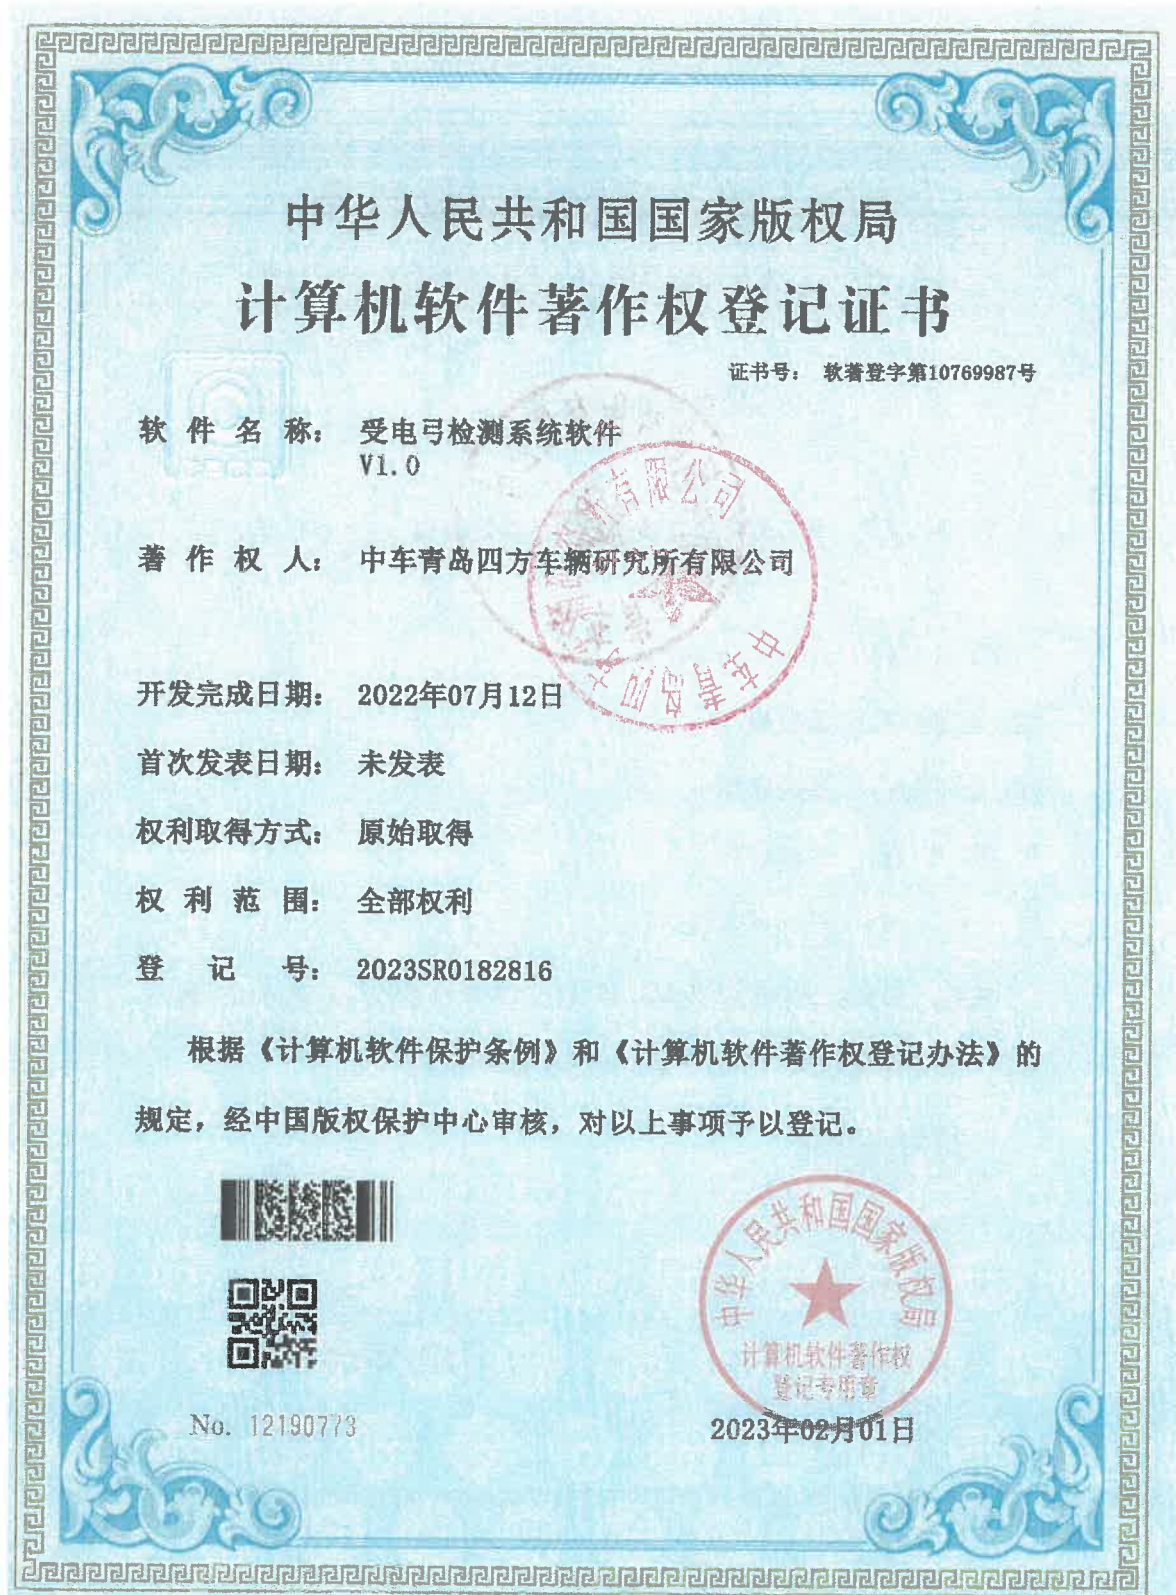 中华人民共和国国家版权局
计算机软件著作权登记证书
证书号： 软著登字第10769987号
软件名称： 受电弓检测系统软件
V1.0
著作权人： 中车青岛四方车辆研究所有限公司
开发完成日期： 2022年07月12日
首次发表日期： 未发表
权利取得方式： 原始取得
权利范围： 全部权利
登记号： 2023SR0182816
根据《计算机软件保护条例》和《计算机软件著作权登记办法》的
规定，经中国版权保护中心审核，对以上事项予以登记。
中华人民共和国国家版权局
计算机软件著作权
登记专用章
No. 12190773
2023年02月01日